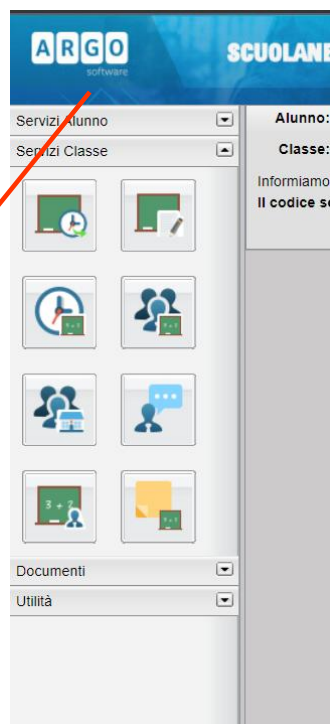 ARGO
software
SCUOLANE
Servizi Alunno
Alunno:
Servizi Classe
Classe:
Informiamo
Il codice se
3 + 2
Documenti
Utilità